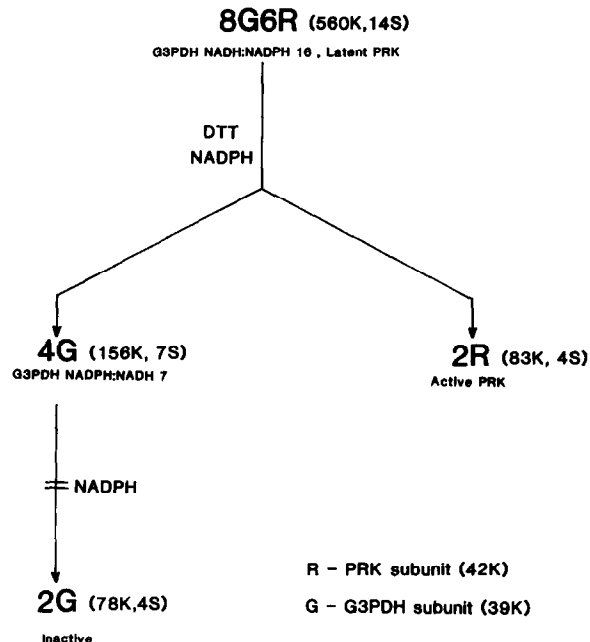 8G6R (560K,14S)
G3PDH NADH:NADPH 16 , Latent PRK
DTT
NADPH
4G (156K, 7S)
G3PDH NADPH:NADH 7
2R (83K, 4S)
Active PRK
NADPH
2G (78K,4S)
Inactive
R - PRK subunit (42K)
G - G3PDH subunit (39K)